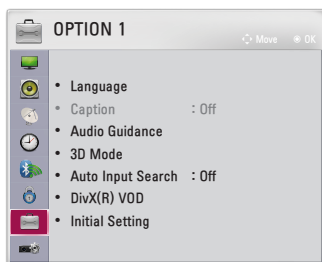 OPTION 1
Move OK
• Language
• Caption : Off
• Audio Guidance
• 3D Mode
• Auto Input Search : Off
• DivX(R) VOD
• Initial Setting